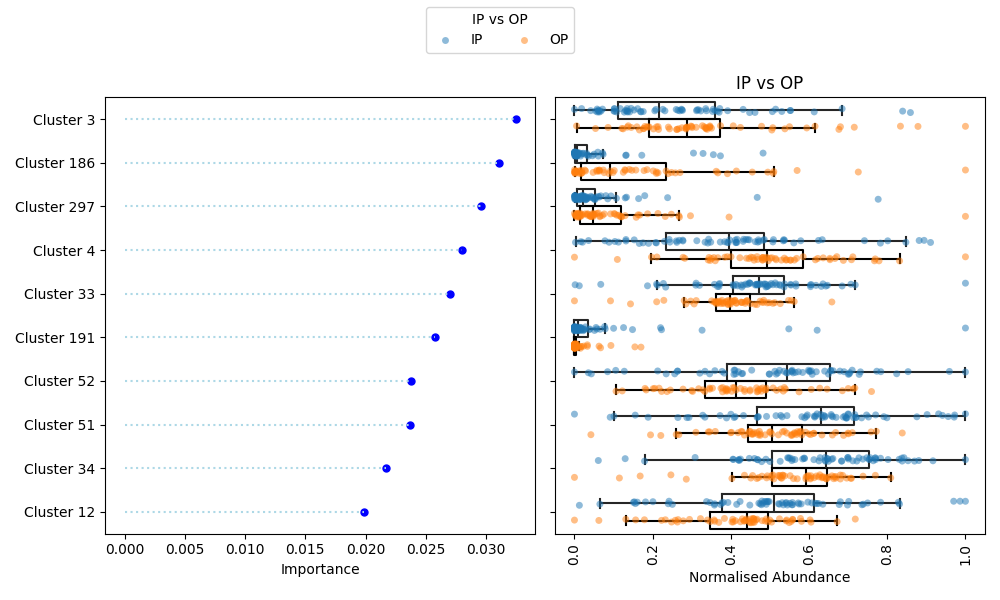 IP vs OP
IP OP
IP vs OP
Cluster 3
Cluster 186
Cluster 297
Cluster 4
Cluster 33
Cluster 191
Cluster 52
Cluster 51
Cluster 34
Cluster 12
0.000 0.005 0.010 0.015 0.020 0.025 0.030
Importance
0.0 0.2 0.4 0.6 0.8 1.0
Normalised Abundance